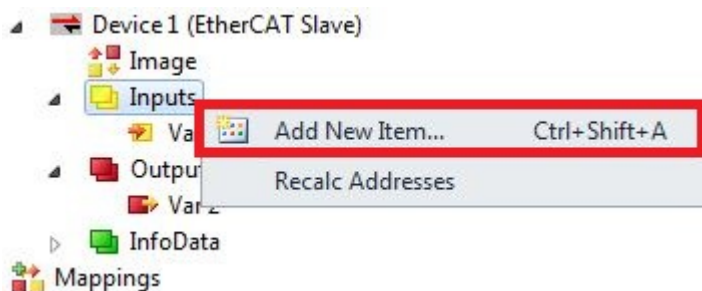 Device 1 (EtherCAT Slave)
Image
Inputs
Add New Item... Ctrl+Shift+A
Recalc Addresses
InfoData
Mappings